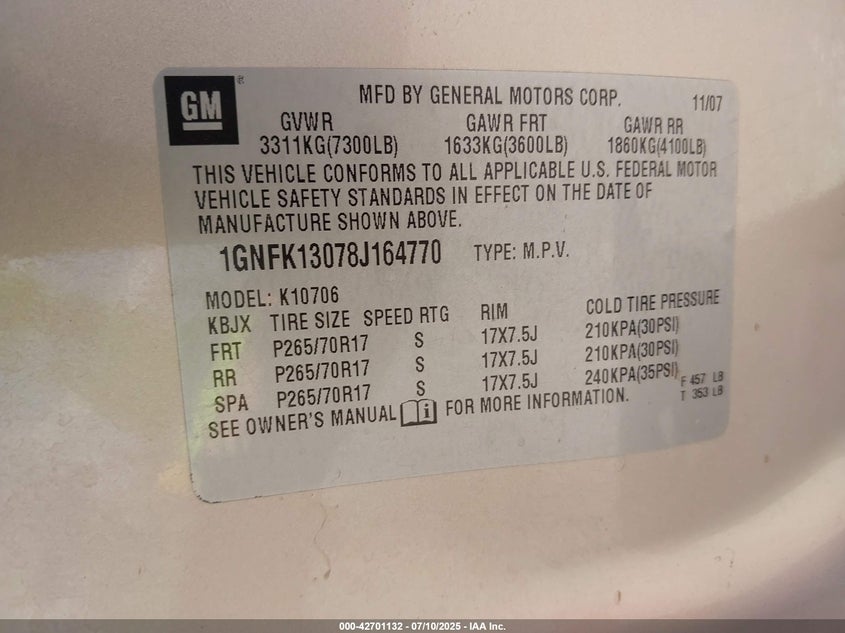 GM
MFD BY GENERAL MOTORS CORP. 11/07
GVWR GAWR FRT GAWR RR
3311KG(7300LB) 1633KG(3600LB) 1860KG(4100LB)
THIS VEHICLE CONFORMS TO ALL APPLICABLE U.S. FEDERAL MOTOR
VEHICLE SAFETY STANDARDS IN EFFECT ON THE DATE OF
MANUFACTURE SHOWN ABOVE.
1GNFK13078J164770 TYPE: M.P.V.
MODEL: K10706
KBJX TIRE SIZE SPEED RTG RIM COLD TIRE PRESSURE
FRT P265/70R17 S 17X7.5J 210KPA(30PSI)
RR P265/70R17 S 17X7.5J 210KPA(30PSI)
SPA P265/70R17 S 17X7.5J 240KPA(35PSI)
F 457 LB
T 353 LB
SEE OWNER'S MANUAL i FOR MORE INFORMATION.
000-42701132 - 07/10/2025 - IAA Inc.